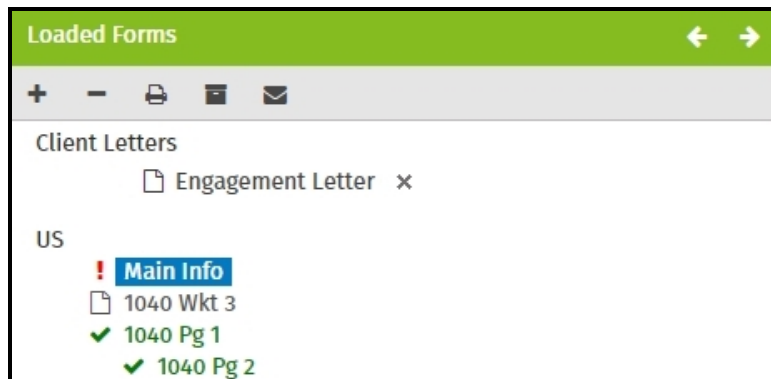 Loaded Forms
Client Letters
Engagement Letter
US
Main Info
1040 Wkt 3
1040 Pg 1
1040 Pg 2